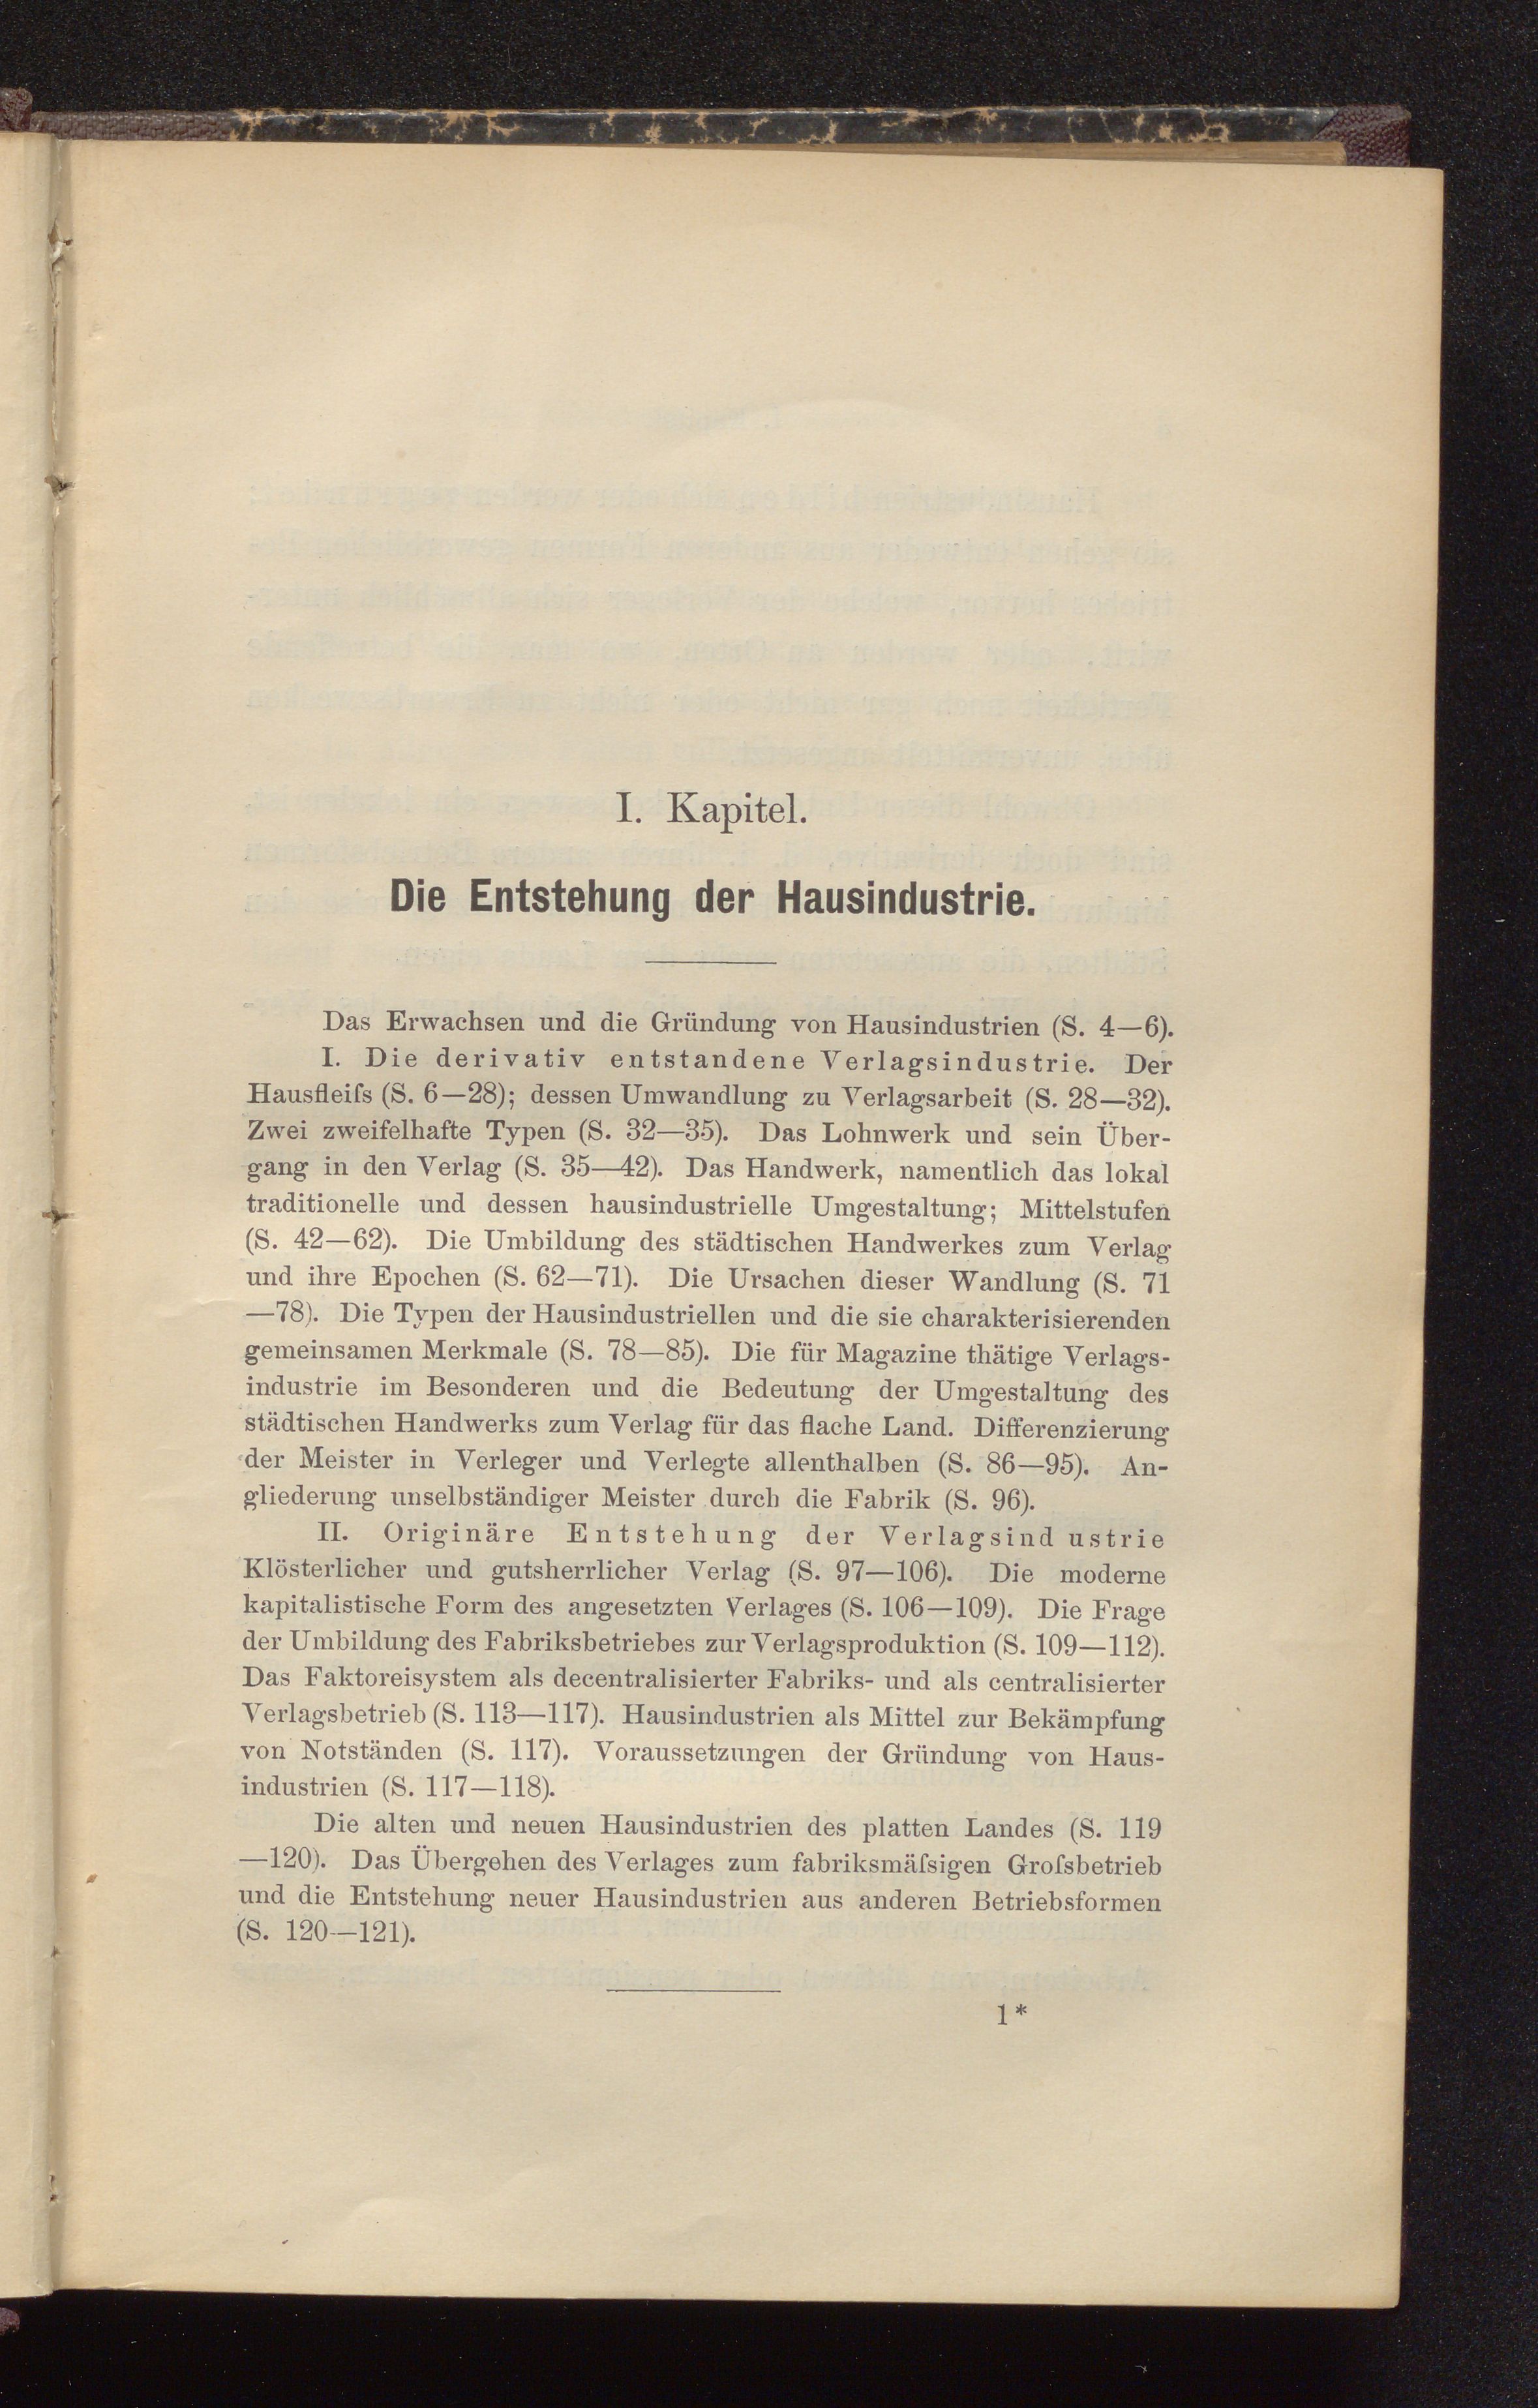 I. Kapitel.
Die Entstehung der Hausindustrie.
Das Erwachsen und die Gründung von Hausindustrien (S. 4—6).
I. Die derivativ entstandene Verlagsindustrie. Der
Hausfleiſs (S. 6—28); dessen Umwandlung zu Verlagsarbeit (S. 28—32).
Zwei zweifelhafte Typen (S. 32—35). Das Lohnwerk und sein Über-
gang in den Verlag (S. 35—42). Das Handwerk, namentlich das lokal
traditionelle und dessen hausindustrielle Umgestaltung; Mittelstufen
(S. 42—62). Die Umbildung des städtischen Handwerkes zum Verlag
und ihre Epochen (S. 62—71). Die Ursachen dieser Wandlung (S. 71
—78). Die Typen der Hausindustriellen und die sie charakterisierenden
gemeinsamen Merkmale (S. 78—85). Die für Magazine thätige Verlags-
industrie im Besonderen und die Bedeutung der Umgestaltung des
städtischen Handwerks zum Verlag für das flache Land. Differenzierung
der Meister in Verleger und Verlegte allenthalben (S. 86—95). An-
gliederung unselbständiger Meister durch die Fabrik (S. 96).
II. Originäre Entstehung der Verlagsind ustrie
Klösterlicher und gutsherrlicher Verlag (S. 97—106). Die moderne
kapitalistische Form des angesetzten Verlages (S. 106—109). Die Frage
der Umbildung des Fabriksbetriebes zur Verlagsproduktion (S. 109—112).
Das Faktoreisystem als decentralisierter Fabriks- und als centralisierter
Verlagsbetrieb (S. 113—117). Hausindustrien als Mittel zur Bekämpfung
von Notständen (S. 117). Voraussetzungen der Gründung von Haus-
industrien (S. 117—118).
Die alten und neuen Hausindustrien des platten Landes (S. 119
—120). Das Übergehen des Verlages zum fabriksmäſsigen Groſsbetrieb
und die Entstehung neuer Hausindustrien aus anderen Betriebsformen
(S. 120—121).
1*